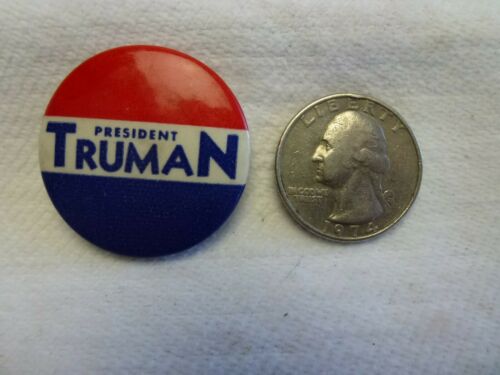 PRESIDENT
TRUMAN
LIBERTY
IN GOD WE
TRUST
1974